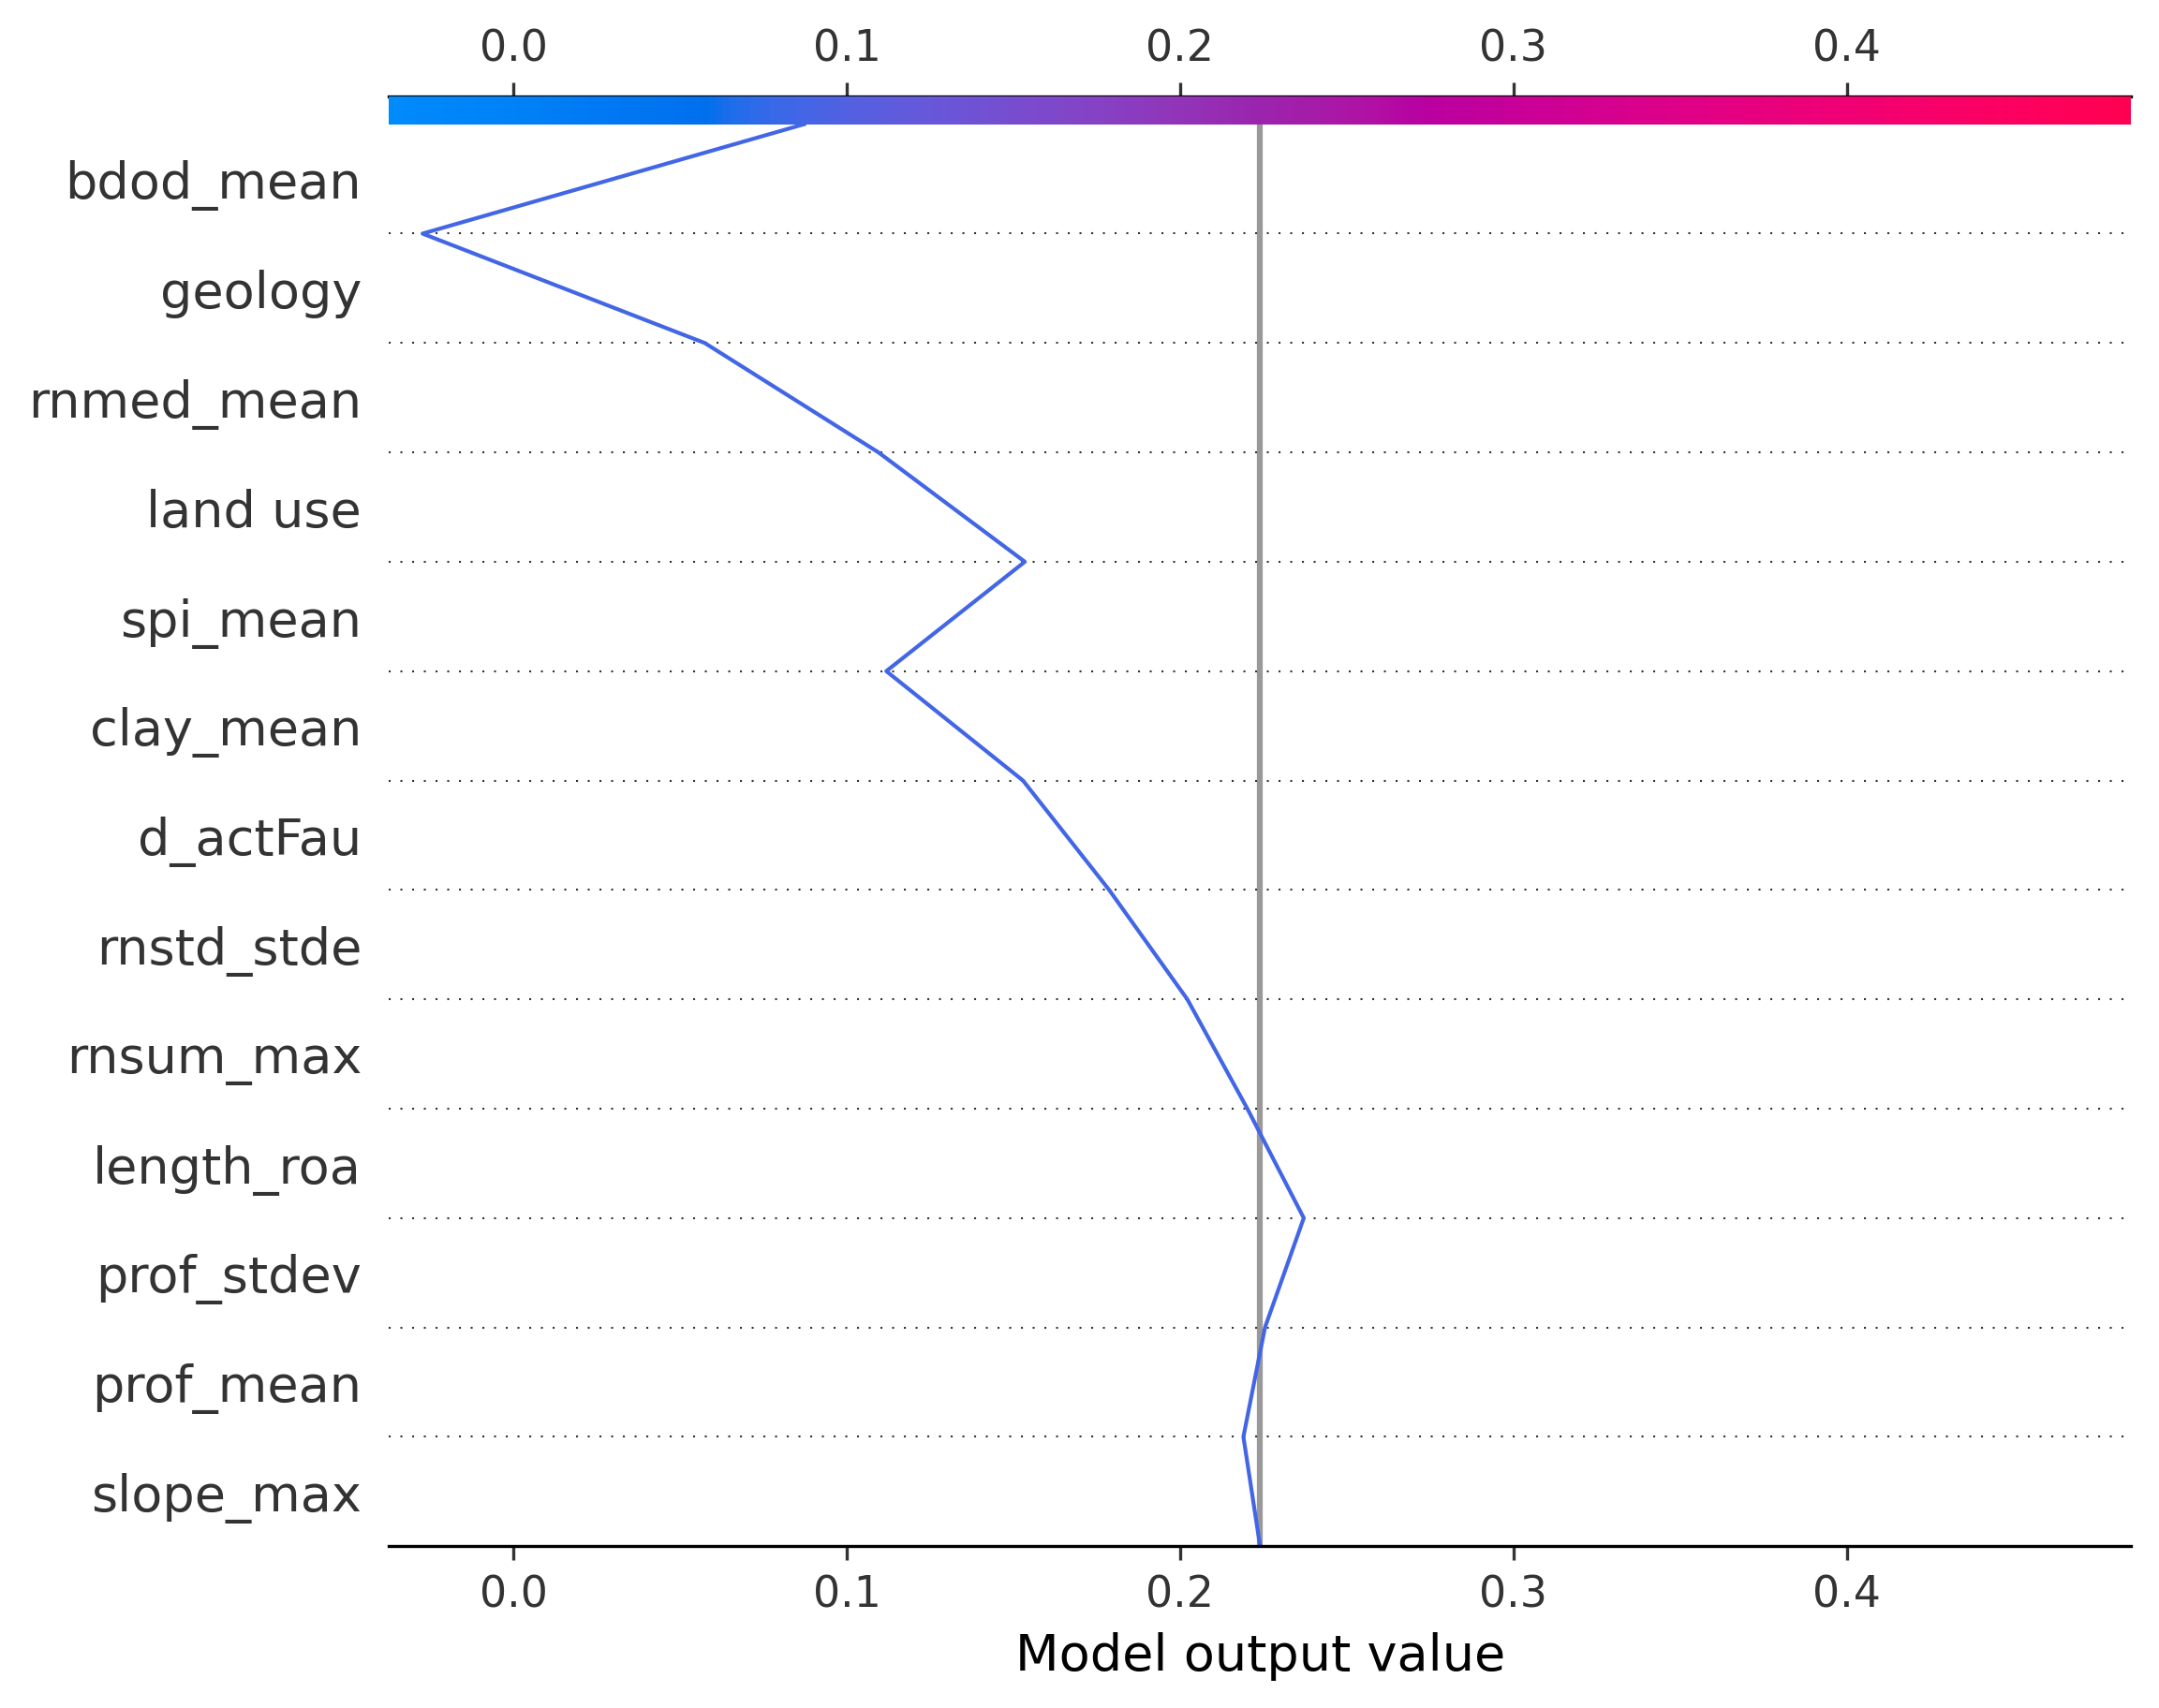 0.0 0.1 0.2 0.3 0.4
bdod_mean
geology
rnmed_mean
land use
spi_mean
clay_mean
d_actFau
rnstd_stde
rnsum_max
length_roa
prof_stdev
prof_mean
slope_max
0.0 0.1 0.2 0.3 0.4
Model output value